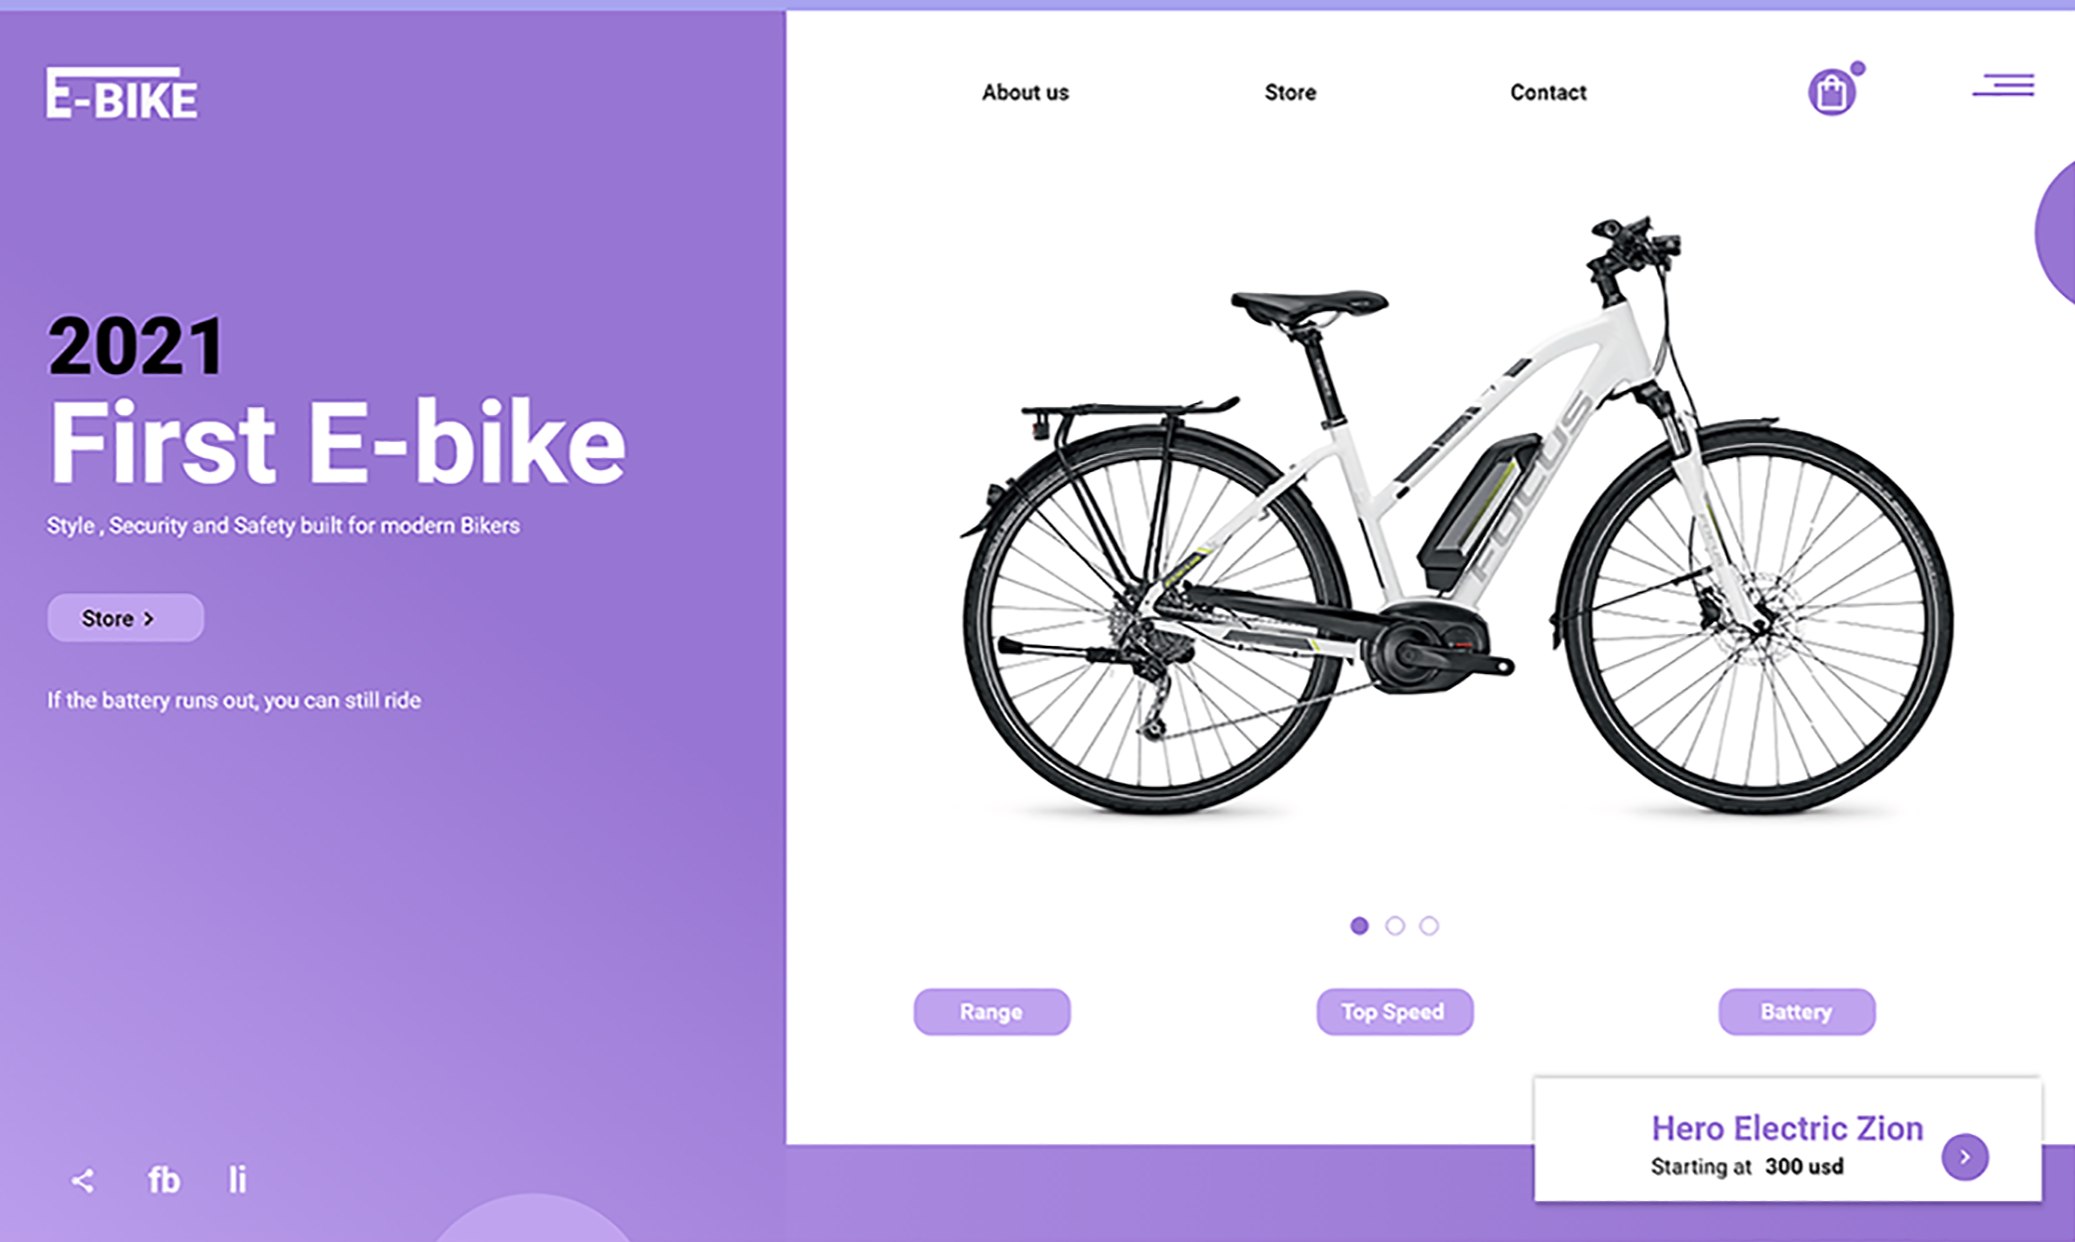 E-BIKE
About us
Store
Contact
2021
First E-bike
Style , Security and Safety built for modern Bikers
Store >
If the battery runs out, you can still ride
FOCUS
Range
Top Speed
Battery
Hero Electric Zion
Starting at 300 usd
fb
li